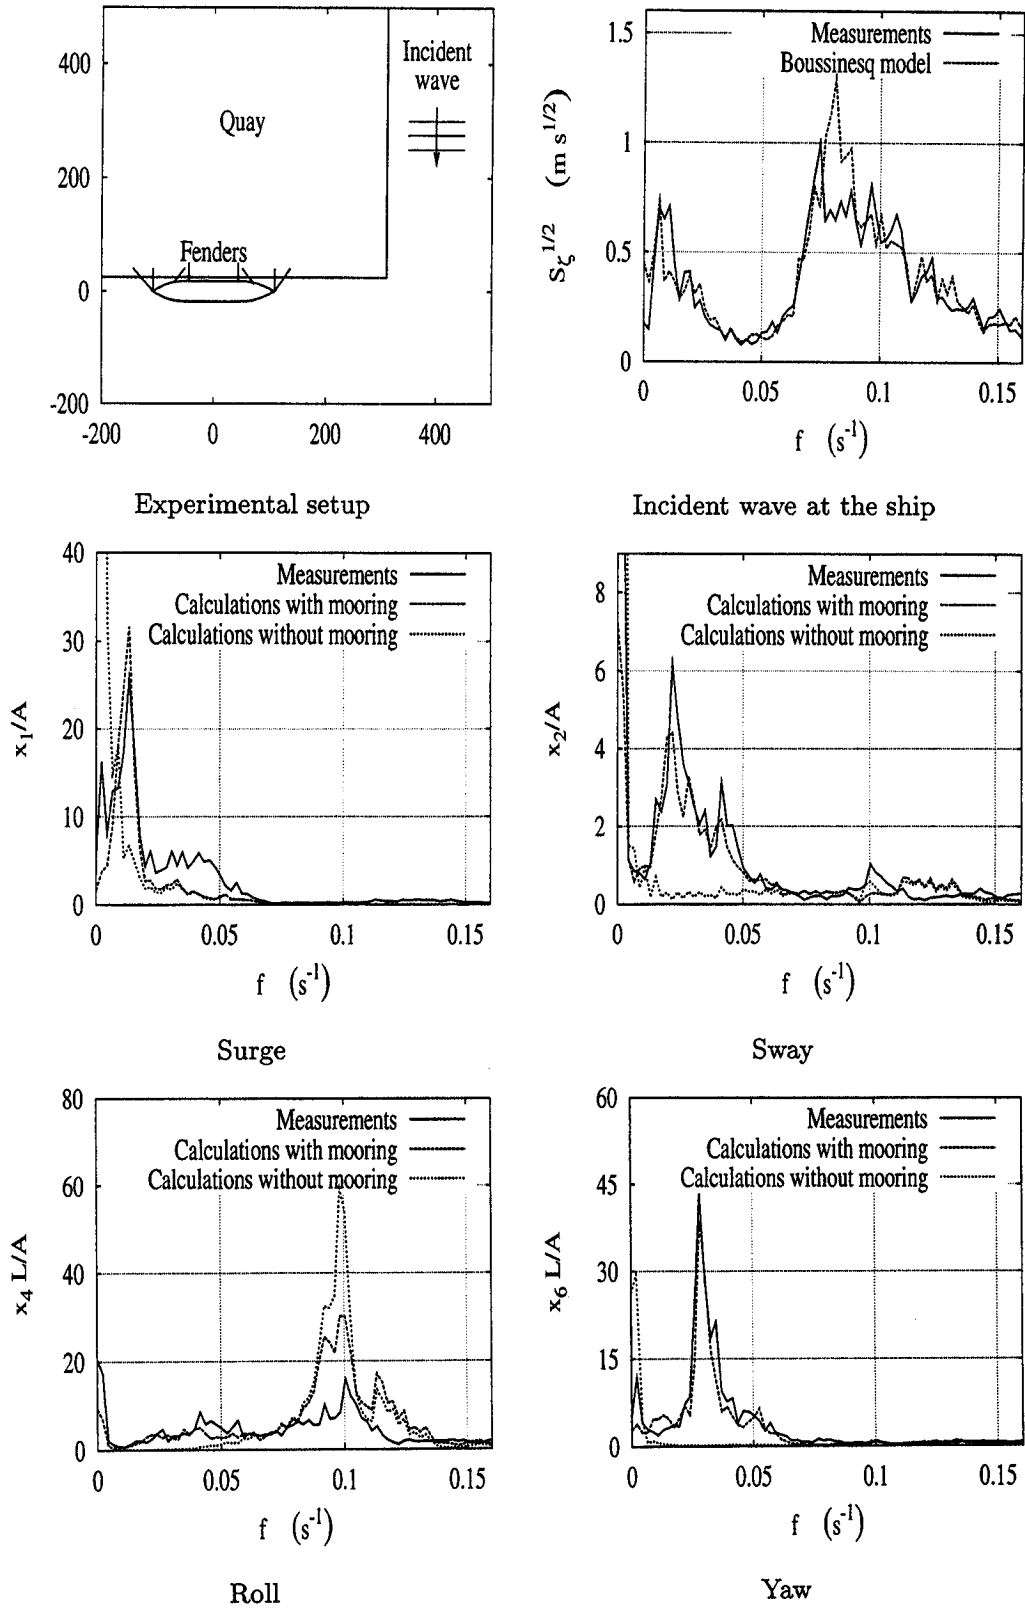 400
200
0
-200
-200
0
200
400
Quay
Incident
wave
Fenders
Experimental setup
1.5
1
0.5
0
0
0.05
0.1
0.15
Measurements
Boussinesq model
S_ζ^{1/2} (m s^{1/2})
f (s^{-1})
Incident wave at the ship
40
30
20
10
0
0
0.05
0.1
0.15
Measurements
Calculations with mooring
Calculations without mooring
x_1/A
f (s^{-1})
Surge
8
6
4
2
0
0
0.05
0.1
0.15
Measurements
Calculations with mooring
Calculations without mooring
x_2/A
f (s^{-1})
Sway
80
60
40
20
0
0
0.05
0.1
0.15
Measurements
Calculations with mooring
Calculations without mooring
x_4 L/A
f (s^{-1})
Roll
60
45
30
15
0
0
0.05
0.1
0.15
Measurements
Calculations with mooring
Calculations without mooring
x_6 L/A
f (s^{-1})
Yaw